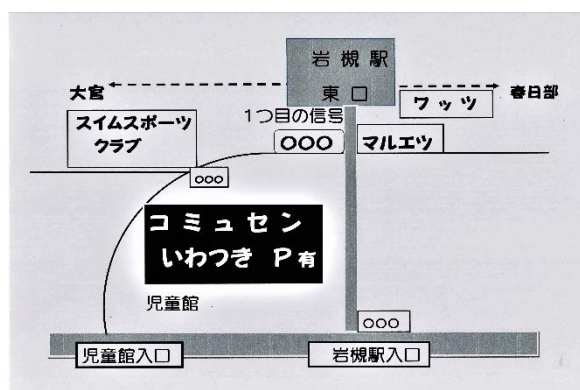 岩槻駅
東口
大宮
春日部
ワッツ
スイムスポーツ
クラブ
1つ目の信号
○○○
マルエツ
○○○
コミュセン
いわつき P有
児童館
○○○
児童館入口
岩槻駅入口